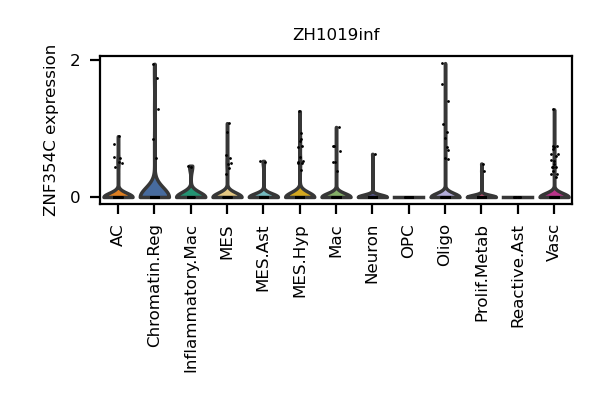 ZH1019inf
ZNF354C expression
2
0
AC
Chromatin.Reg
Inflammatory.Mac
MES
MES.Ast
MES.Hyp
Mac
Neuron
OPC
Oligo
Prolif.Metab
Reactive.Ast
Vasc